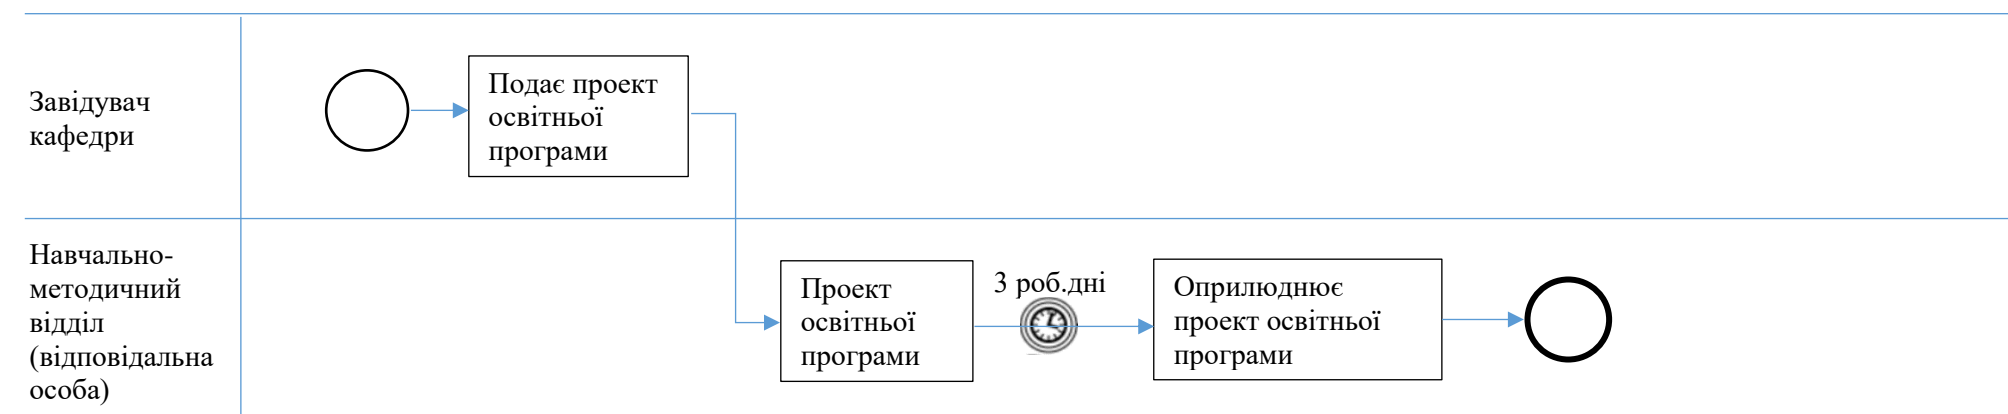 Завідувач
кафедри
Подає проект
освітньої
програми
Навчально-
методичний
відділ
(відповідальна
особа)
Проект
освітньої
програми
3 роб.дні
Оприлюднює
проект освітньої
програми